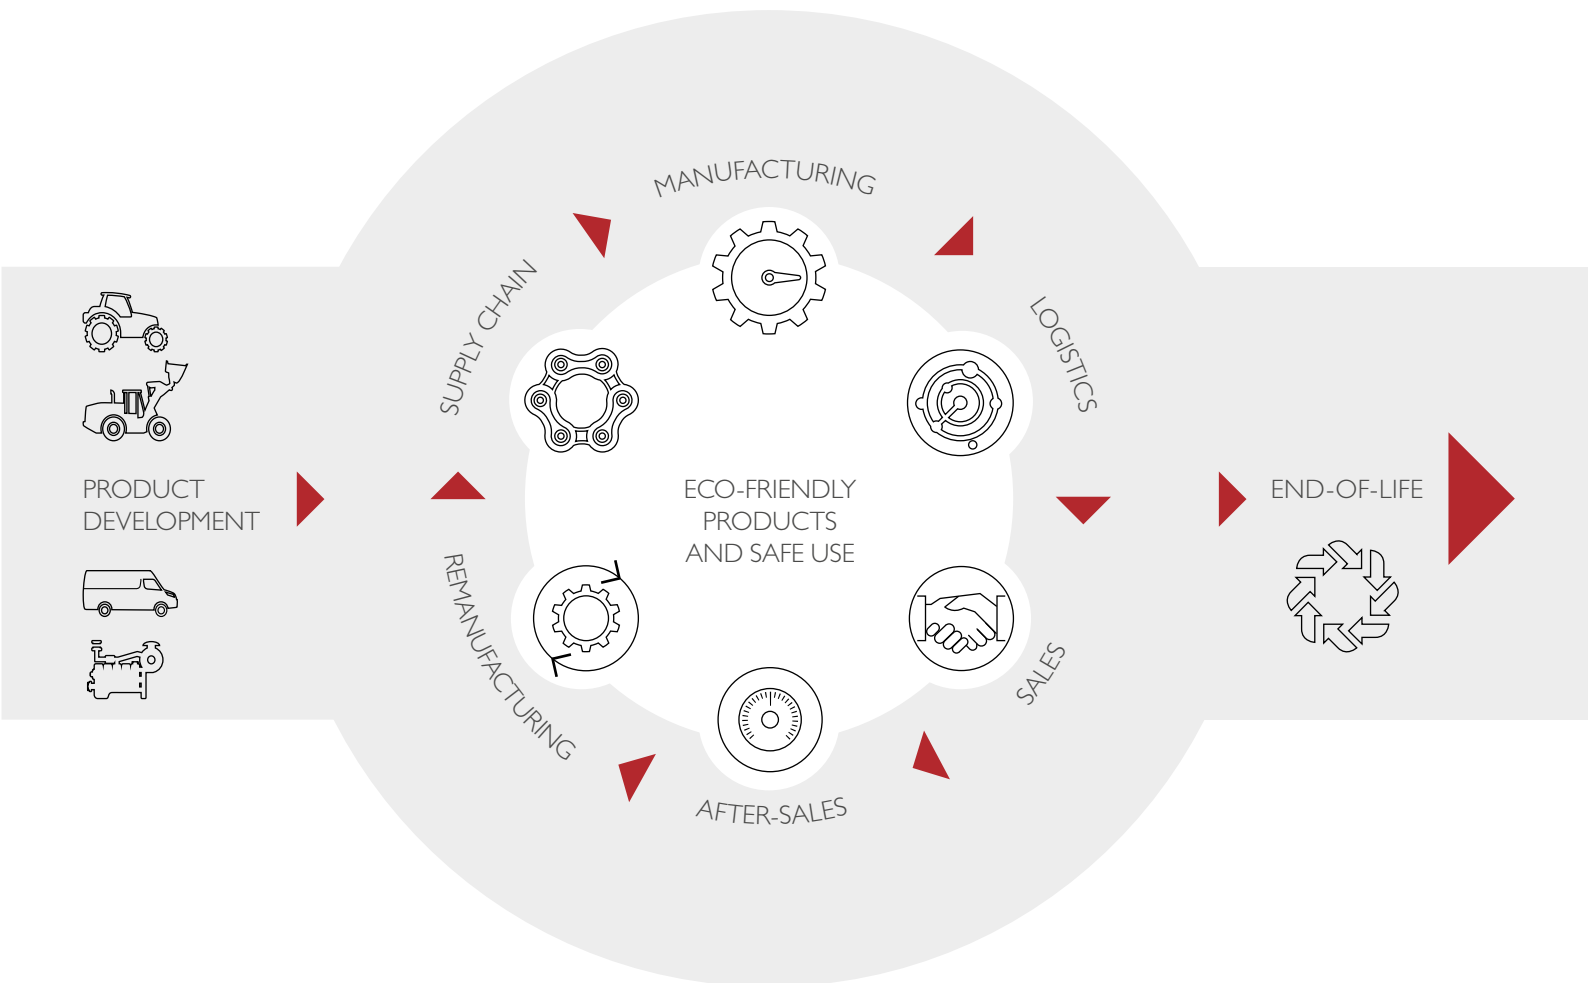 PRODUCT
DEVELOPMENT
SUPPLY CHAIN
MANUFACTURING
LOGISTICS
SALES
AFTER-SALES
REMANUFACTURING
ECO-FRIENDLY
PRODUCTS
AND SAFE USE
END-OF-LIFE